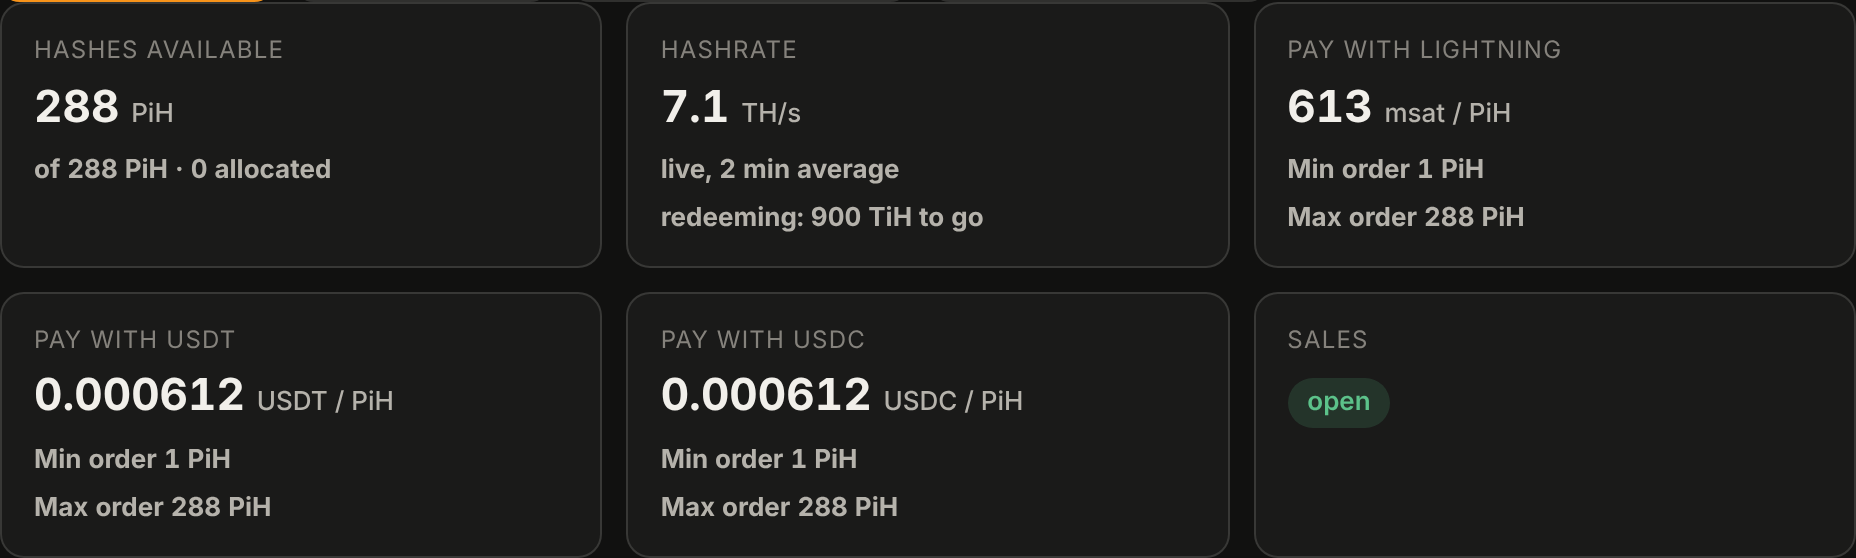 HASHES AVAILABLE
288 PiH
of 288 PiH · 0 allocated
HASHRATE
7.1 TH/s
live, 2 min average
redeeming: 900 TiH to go
PAY WITH LIGHTNING
613 msat / PiH
Min order 1 PiH
Max order 288 PiH
PAY WITH USDT
0.000612 USDT / PiH
Min order 1 PiH
Max order 288 PiH
PAY WITH USDC
0.000612 USDC / PiH
Min order 1 PiH
Max order 288 PiH
SALES
open